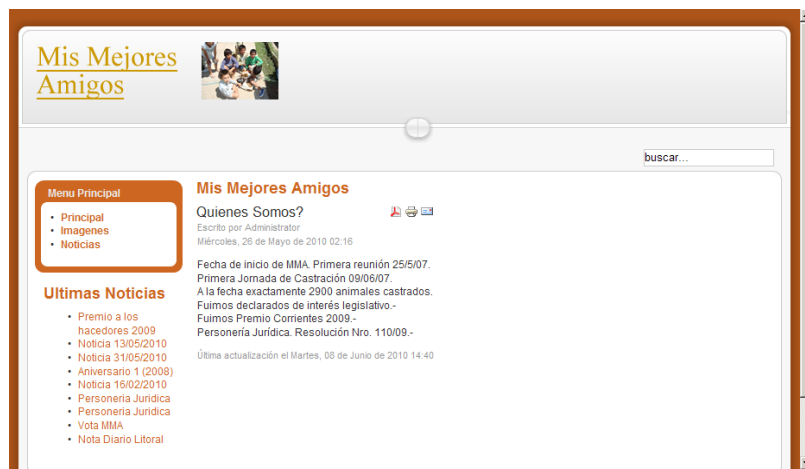 Mis Mejores
Amigos
buscar...
Menu Principal
Principal
Imagenes
Noticias
Ultimas Noticias
Premio a los
hacedores 2009
Noticia 13/05/2010
Noticia 31/05/2010
Aniversario 1 (2008)
Noticia 16/02/2010
Personeria Juridica
Personeria Juridica
Vota MMA
Nota Diario Litoral
Mis Mejores Amigos
Quienes Somos?
Escrito por Administrator
Miércoles, 26 de Mayo de 2010 02:16
Fecha de inicio de MMA. Primera reunión 25/5/07.
Primera Jornada de Castración 09/06/07.
A la fecha exactamente 2900 animales castrados.
Fuimos declarados de interés legislativo.-
Fuimos Premio Corrientes 2009.-
Personería Jurídica. Resolución Nro. 110/09.-
Última actualización el Martes, 08 de Junio de 2010 14:40